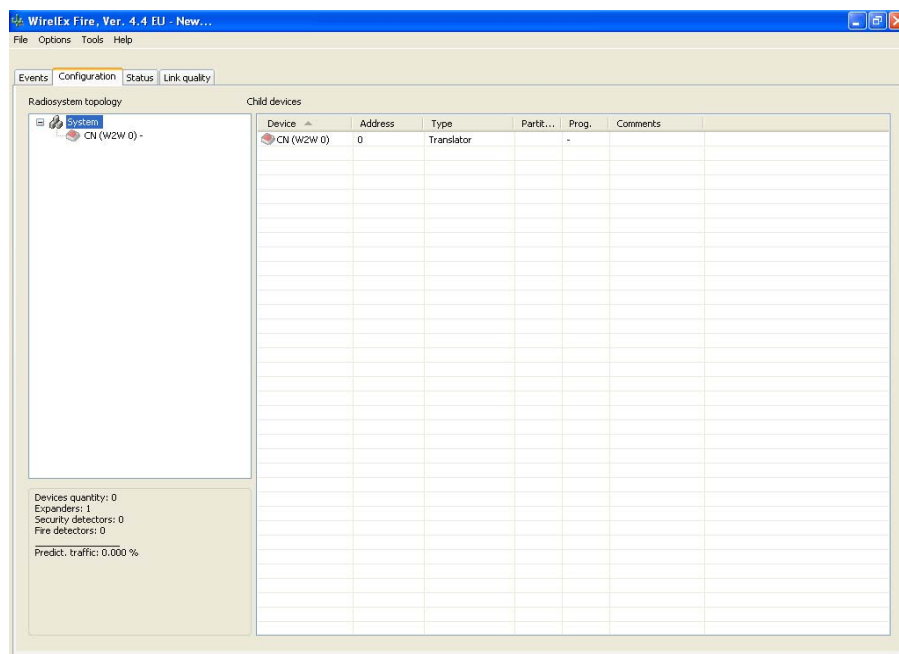 WirelEx Fire, Ver. 4.4 EU - New...
File Options Tools Help
Events Configuration Status Link quality
Radiosystem topology Child devices
System
CN (W2W 0) -
Device Address Type Partit... Prog. Comments
CN (W2W 0) 0 Translator -
Devices quantity: 0
Expanders: 1
Security detectors: 0
Fire detectors: 0
Predict. traffic: 0.000 %